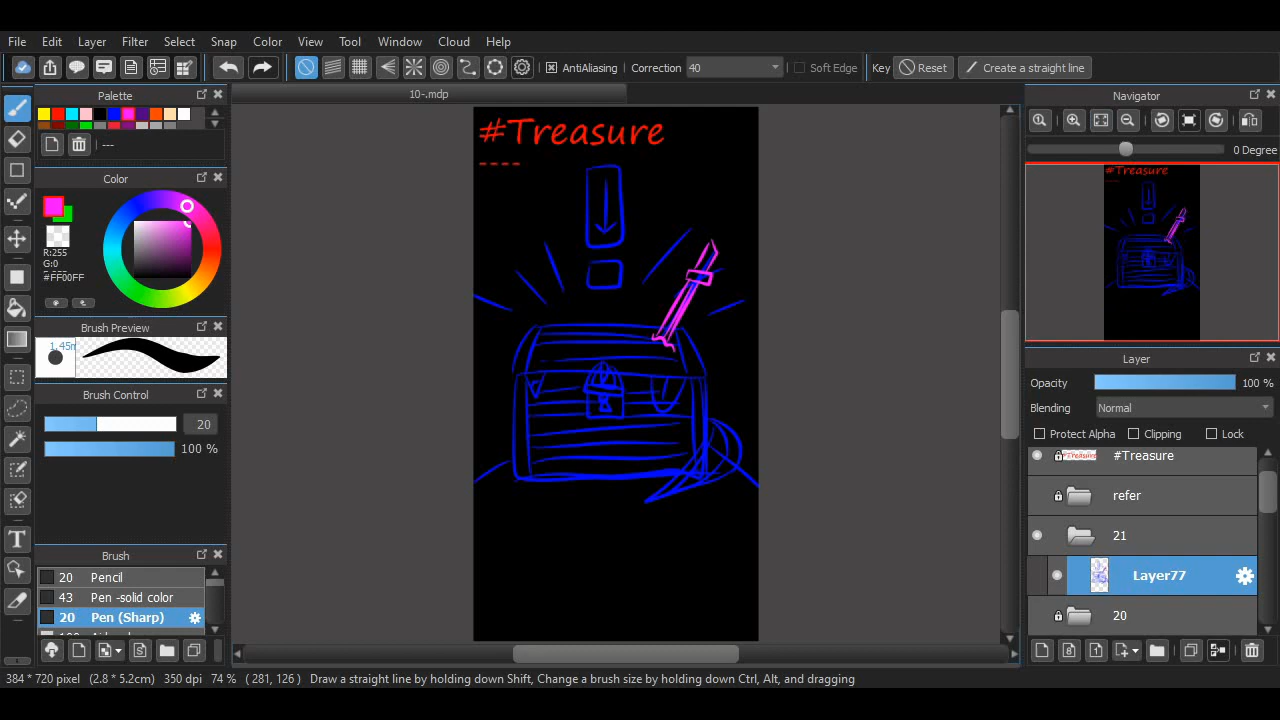 File Edit Layer Filter Select Snap Color View Tool Window Cloud Help
AntiAliasing Correction 40 Soft Edge Key Reset Create a straight line
Palette
---
Color
R:255
G:0
#FF00FF
Brush Preview
Brush Control
20
100 %
Brush
20 Pencil
43 Pen -solid color
20 Pen (Sharp)
10-.mdp
#Treasure
----
Navigator
0 Degree
#Treasure
Layer
Opacity 100 %
Blending Normal
Protect Alpha Clipping Lock
#Treasure #Treasure
refer
21
Layer77
20
384 * 720 pixel (2.8 * 5.2cm) 350 dpi 74 % ( 281, 126 ) Draw a straight line by holding down Shift, Change a brush size by holding down Ctrl, Alt, and dragging